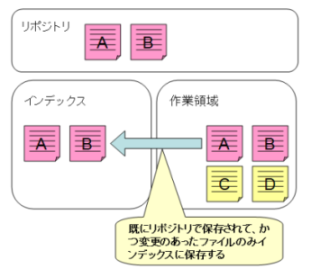 リポジトリ
A B
インデックス 作業領域
A B A B
C D
既にリポジトリで保存されて、か
つ変更のあったファイルのみイ
ンデックスに保存する